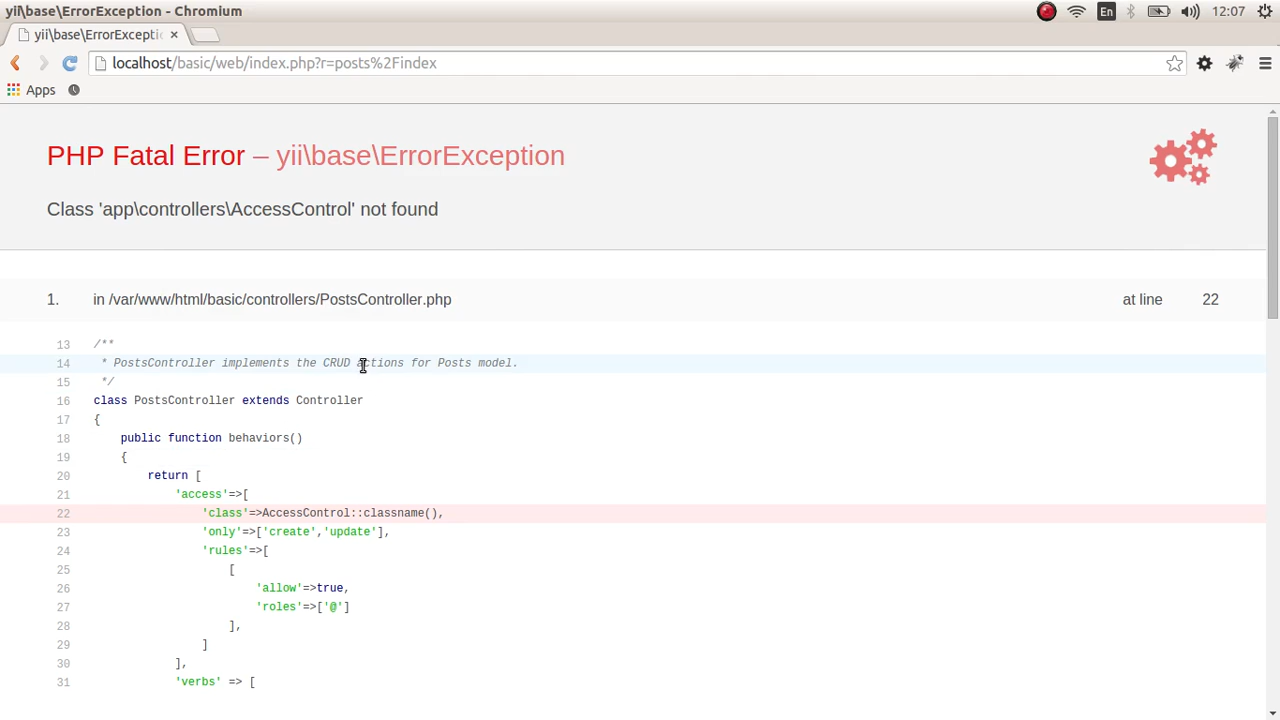 yii\base\ErrorException - Chromium
En
12:07
yii\base\ErrorExcepti
localhost/basic/web/index.php?r=posts%2Findex
Apps
PHP Fatal Error – yii\base\ErrorException
Class 'app\controllers\AccessControl' not found
1. in /var/www/html/basic/controllers/PostsController.php at line 22
13 /**
14 * PostsController implements the CRUD actions for Posts model.
15 */
16 class PostsController extends Controller
17 {
18 public function behaviors()
19 {
20 return [
21 'access'=>[
22 'class'=>AccessControl::classname(),
23 'only'=>['create','update'],
24 'rules'=>[
25 [
26 'allow'=>true,
27 'roles'=>['@']
28 ],
29 ]
30 ],
31 'verbs' => [